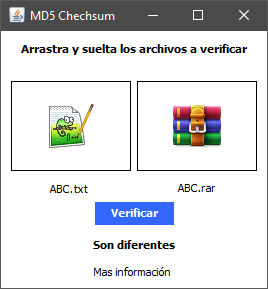 MD5 Chechsum
Arrastra y suelta los archivos a verificar
ABC.txt
ABC.rar
Verificar
Son diferentes
Mas información